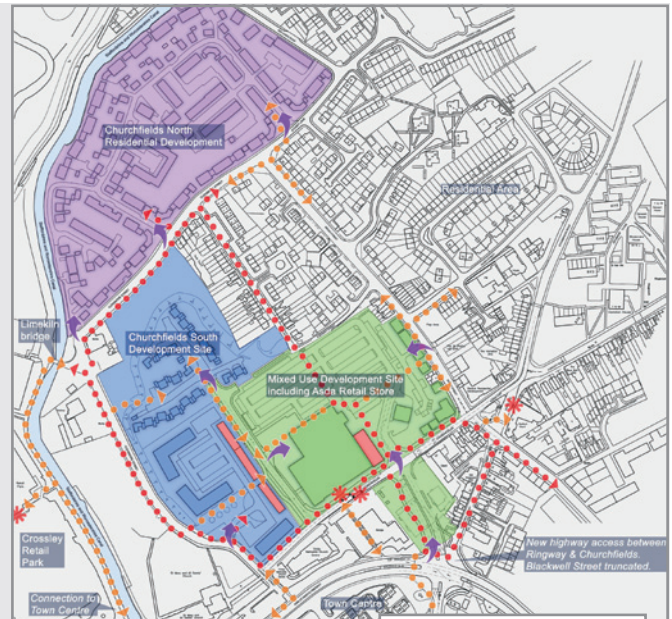 Churchfields North
Residential Development
Residential Area
Limekiln
bridge
Churchfields South
Development Site
Mixed Use Development Site
including Asda Retail Store
Crossley
Retail
Park
New highway access between
Ringway & Churchfields.
Blackwell Street truncated.
Connection to
Town Centre
Town Centre